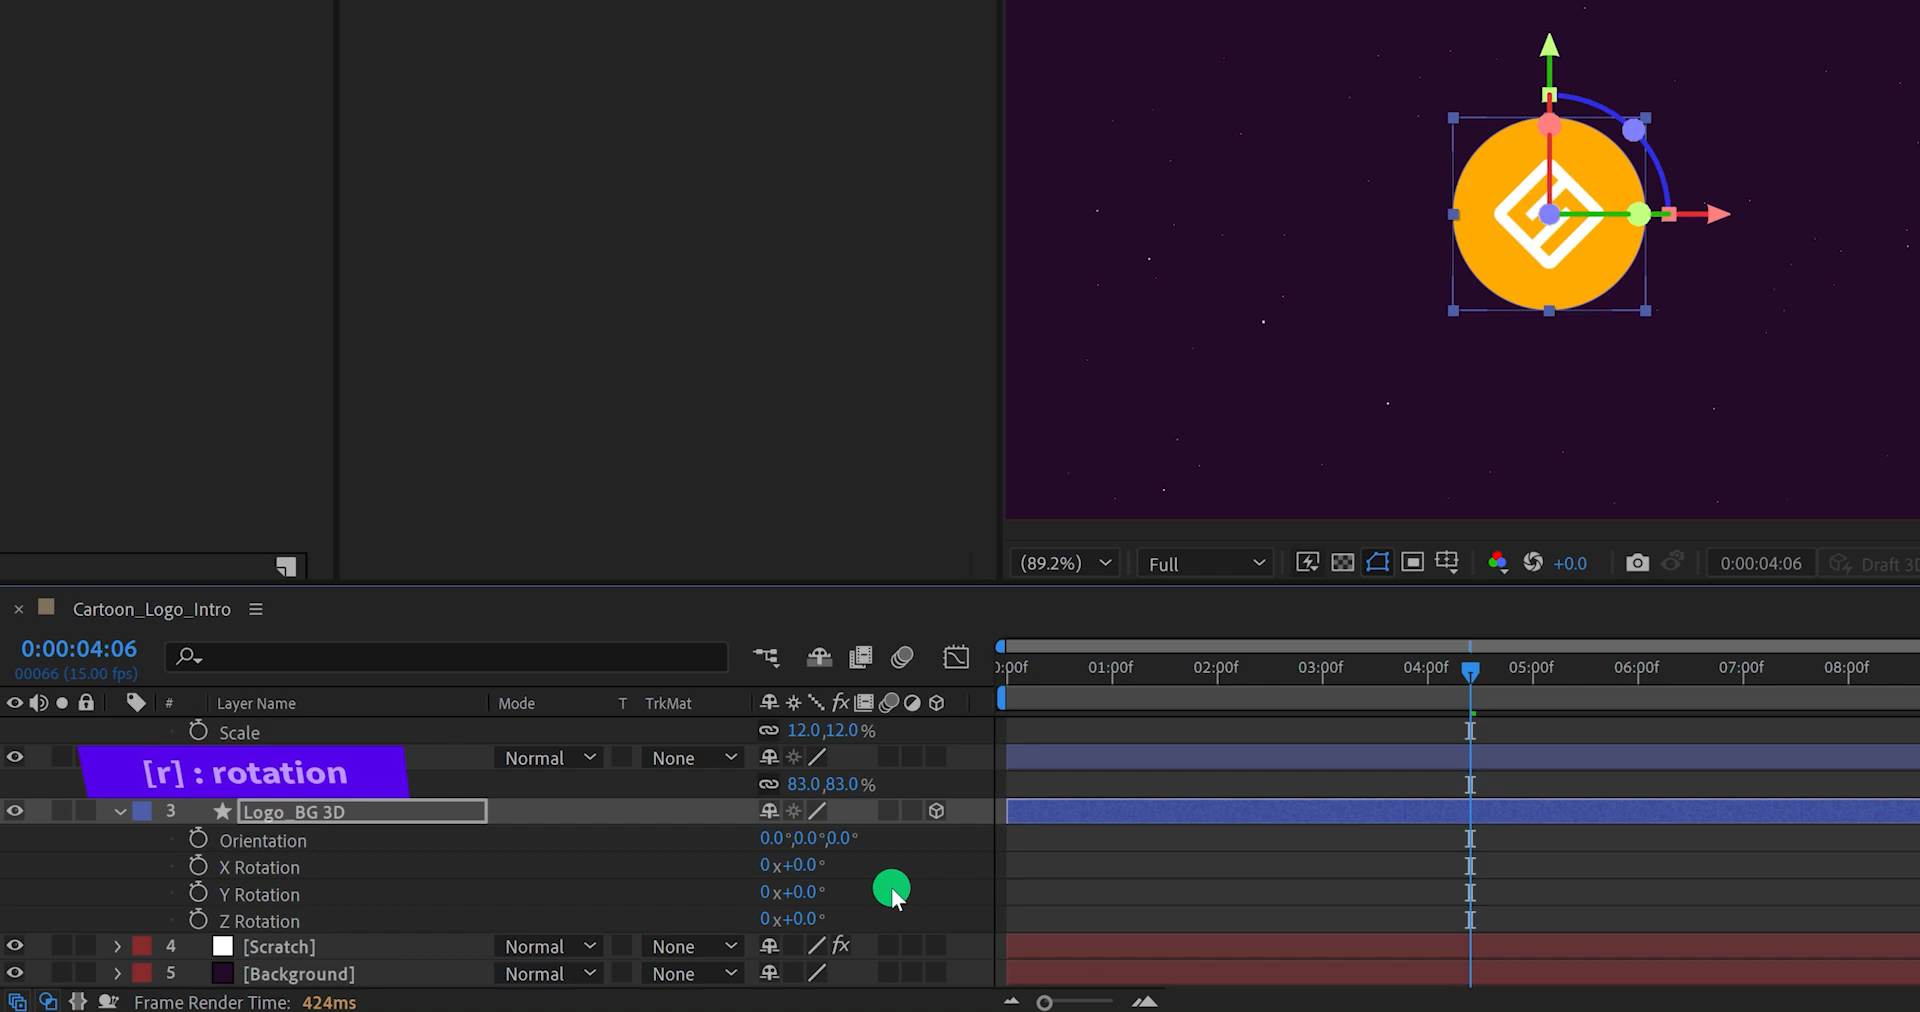 (89.2%)
Full
+0.0
0:00:04:06
Draft 3D
Cartoon_Logo_Intro
0:00:04:06
00066 (15.00 fps)
0:00f 01:00f 02:00f 03:00f 04:00f 05:00f 06:00f 07:00f 08:00f
# Layer Name Mode T TrkMat fx
Scale 12.0,12.0%
[r] : rotation Normal None
83.0,83.0%
3 Logo_BG 3D
Orientation 0.0°,0.0°,0.0°
X Rotation 0x+0.0°
Y Rotation 0x+0.0°
Z Rotation 0x+0.0°
4 [Scratch] Normal None fx
5 [Background] Normal None
Frame Render Time: 424ms